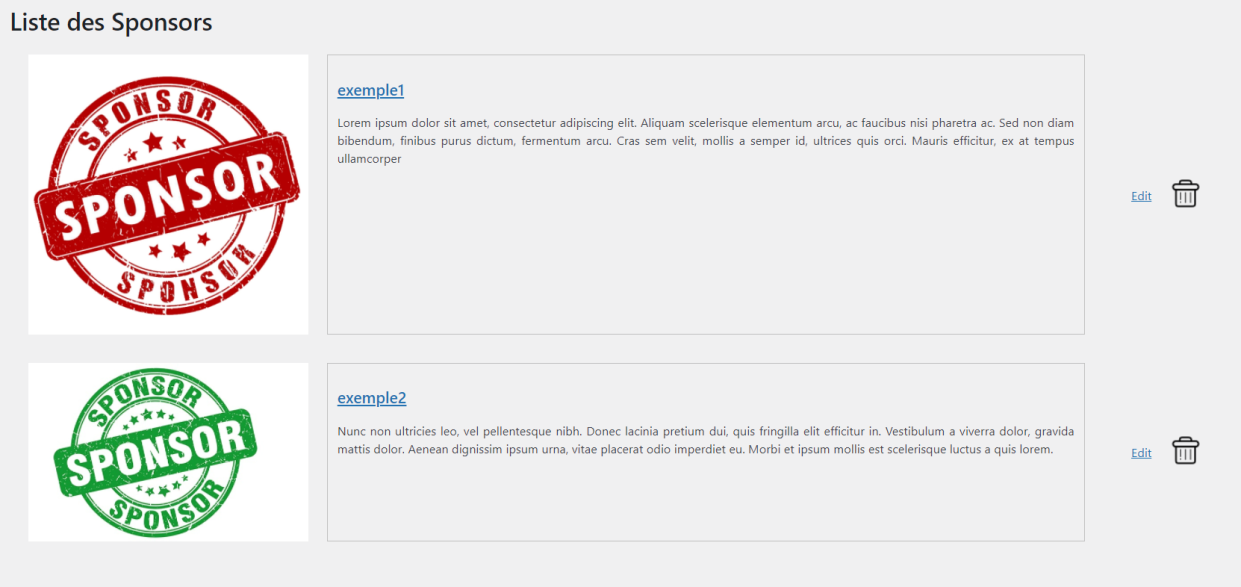 Liste des Sponsors
SPONSOR
SPONSOR
SPONSOR
exemple1
Lorem ipsum dolor sit amet, consectetur adipiscing elit. Aliquam scelerisque elementum arcu, ac faucibus nisi pharetra ac. Sed non diam
bibendum, finibus purus dictum, fermentum arcu. Cras sem velit, mollis a semper id, ultrices quis orci. Mauris efficitur, ex at tempus
ullamcorper
Edit
SPONSOR
SPONSOR
SPONSOR
exemple2
Nunc non ultricies leo, vel pellentesque nibh. Donec lacinia pretium dui, quis fringilla elit efficitur in. Vestibulum a viverra dolor, gravida
mattis dolor. Aenean dignissim ipsum urna, vitae placerat odio imperdiet eu. Morbi et ipsum mollis est scelerisque luctus a quis lorem.
Edit